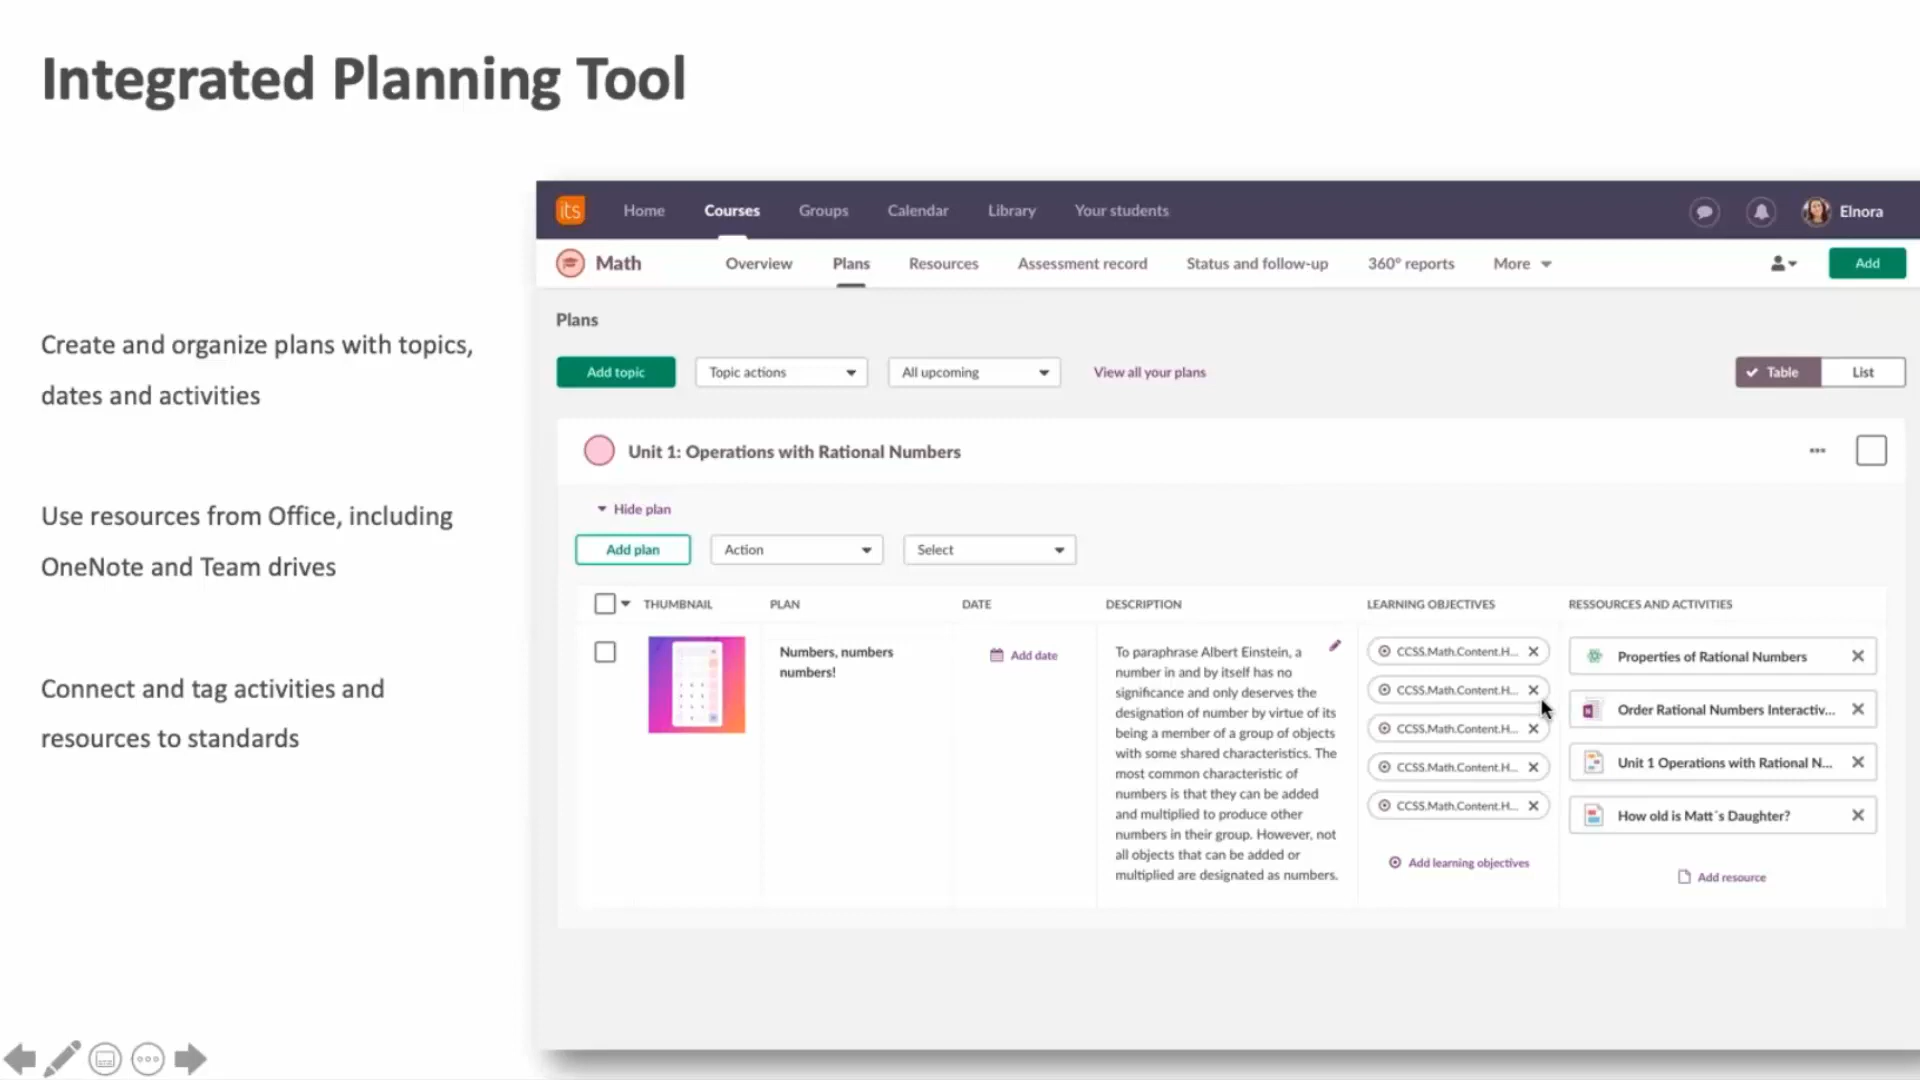 Integrated Planning Tool
Create and organize plans with topics,
dates and activities
Use resources from Office, including
OneNote and Team drives
Connect and tag activities and
resources to standards
its
Home
Courses
Groups
Calendar
Library
Your students
Elnora
Math
Overview
Plans
Resources
Assessment record
Status and follow-up
360° reports
More
Add
Plans
Add topic
Topic actions
All upcoming
View all your plans
Table
List
Unit 1: Operations with Rational Numbers
Hide plan
Add plan
Action
Select
THUMBNAIL
PLAN
DATE
DESCRIPTION
LEARNING OBJECTIVES
RESSOURCES AND ACTIVITIES
Numbers, numbers
numbers!
Add date
To paraphrase Albert Einstein, a
number in and by itself has no
significance and only deserves the
designation of number by virtue of its
being a member of a group of objects
with some shared characteristics. The
most common characteristic of
numbers is that they can be added
and multiplied to produce other
numbers in their group. However, not
all objects that can be added or
multiplied are designated as numbers.
CCSS.Math.Content.H...
CCSS.Math.Content.H...
CCSS.Math.Content.H...
CCSS.Math.Content.H...
CCSS.Math.Content.H...
Add learning objectives
Properties of Rational Numbers
Order Rational Numbers Interactiv...
Unit 1 Operations with Rational N...
How old is Matt´s Daughter?
Add resource